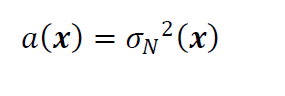 a(x) = σ_N²(x)